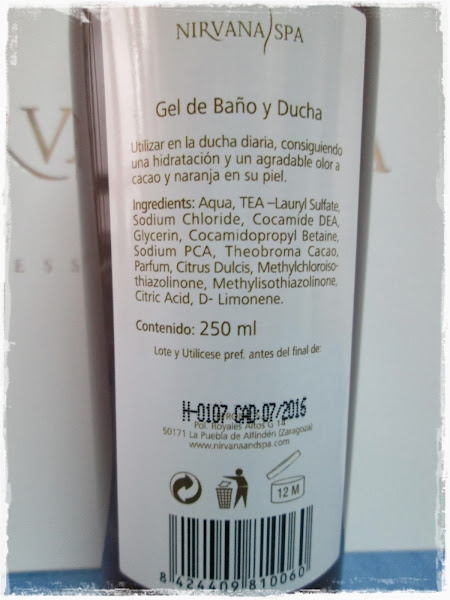 NIRVANA SPA
Gel de Baño y Ducha
Utilizar en la ducha diaria, consiguiendo
una hidratación y un agradable olor a
cacao y naranja en su piel.
Ingredients: Aqua, TEA –Lauryl Sulfate,
Sodium Chloride, Cocamide DEA,
Glycerin, Cocamidopropyl Betaine,
Sodium PCA, Theobroma Cacao,
Parfum, Citrus Dulcis, Methylchloroiso-
thiazolinone, Methylisothiazolinone,
Citric Acid, D- Limonene.
Contenido: 250 ml
Lote y Utilícese pref. antes del final de:
H-0107 CAD:07/2016
Pol. Royales Altos G 14
50171 La Puebla de Alfindén (Zaragoza)
www.nirvanaandspa.com
12 M
8 424409 810060